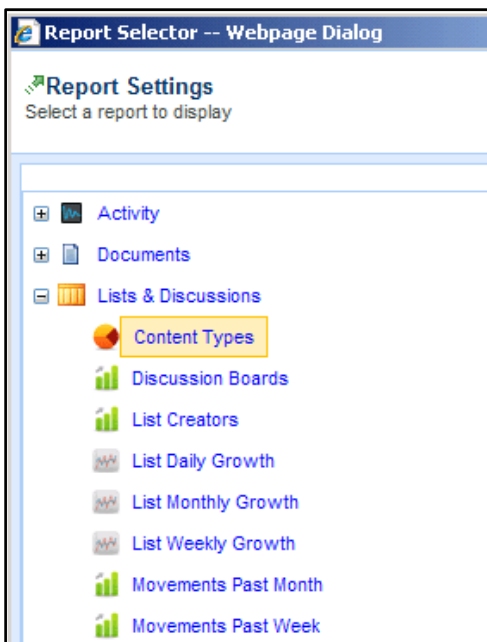 Report Selector -- Webpage Dialog
Report Settings
Select a report to display
Activity
Documents
Lists & Discussions
Content Types
Discussion Boards
List Creators
List Daily Growth
List Monthly Growth
List Weekly Growth
Movements Past Month
Movements Past Week